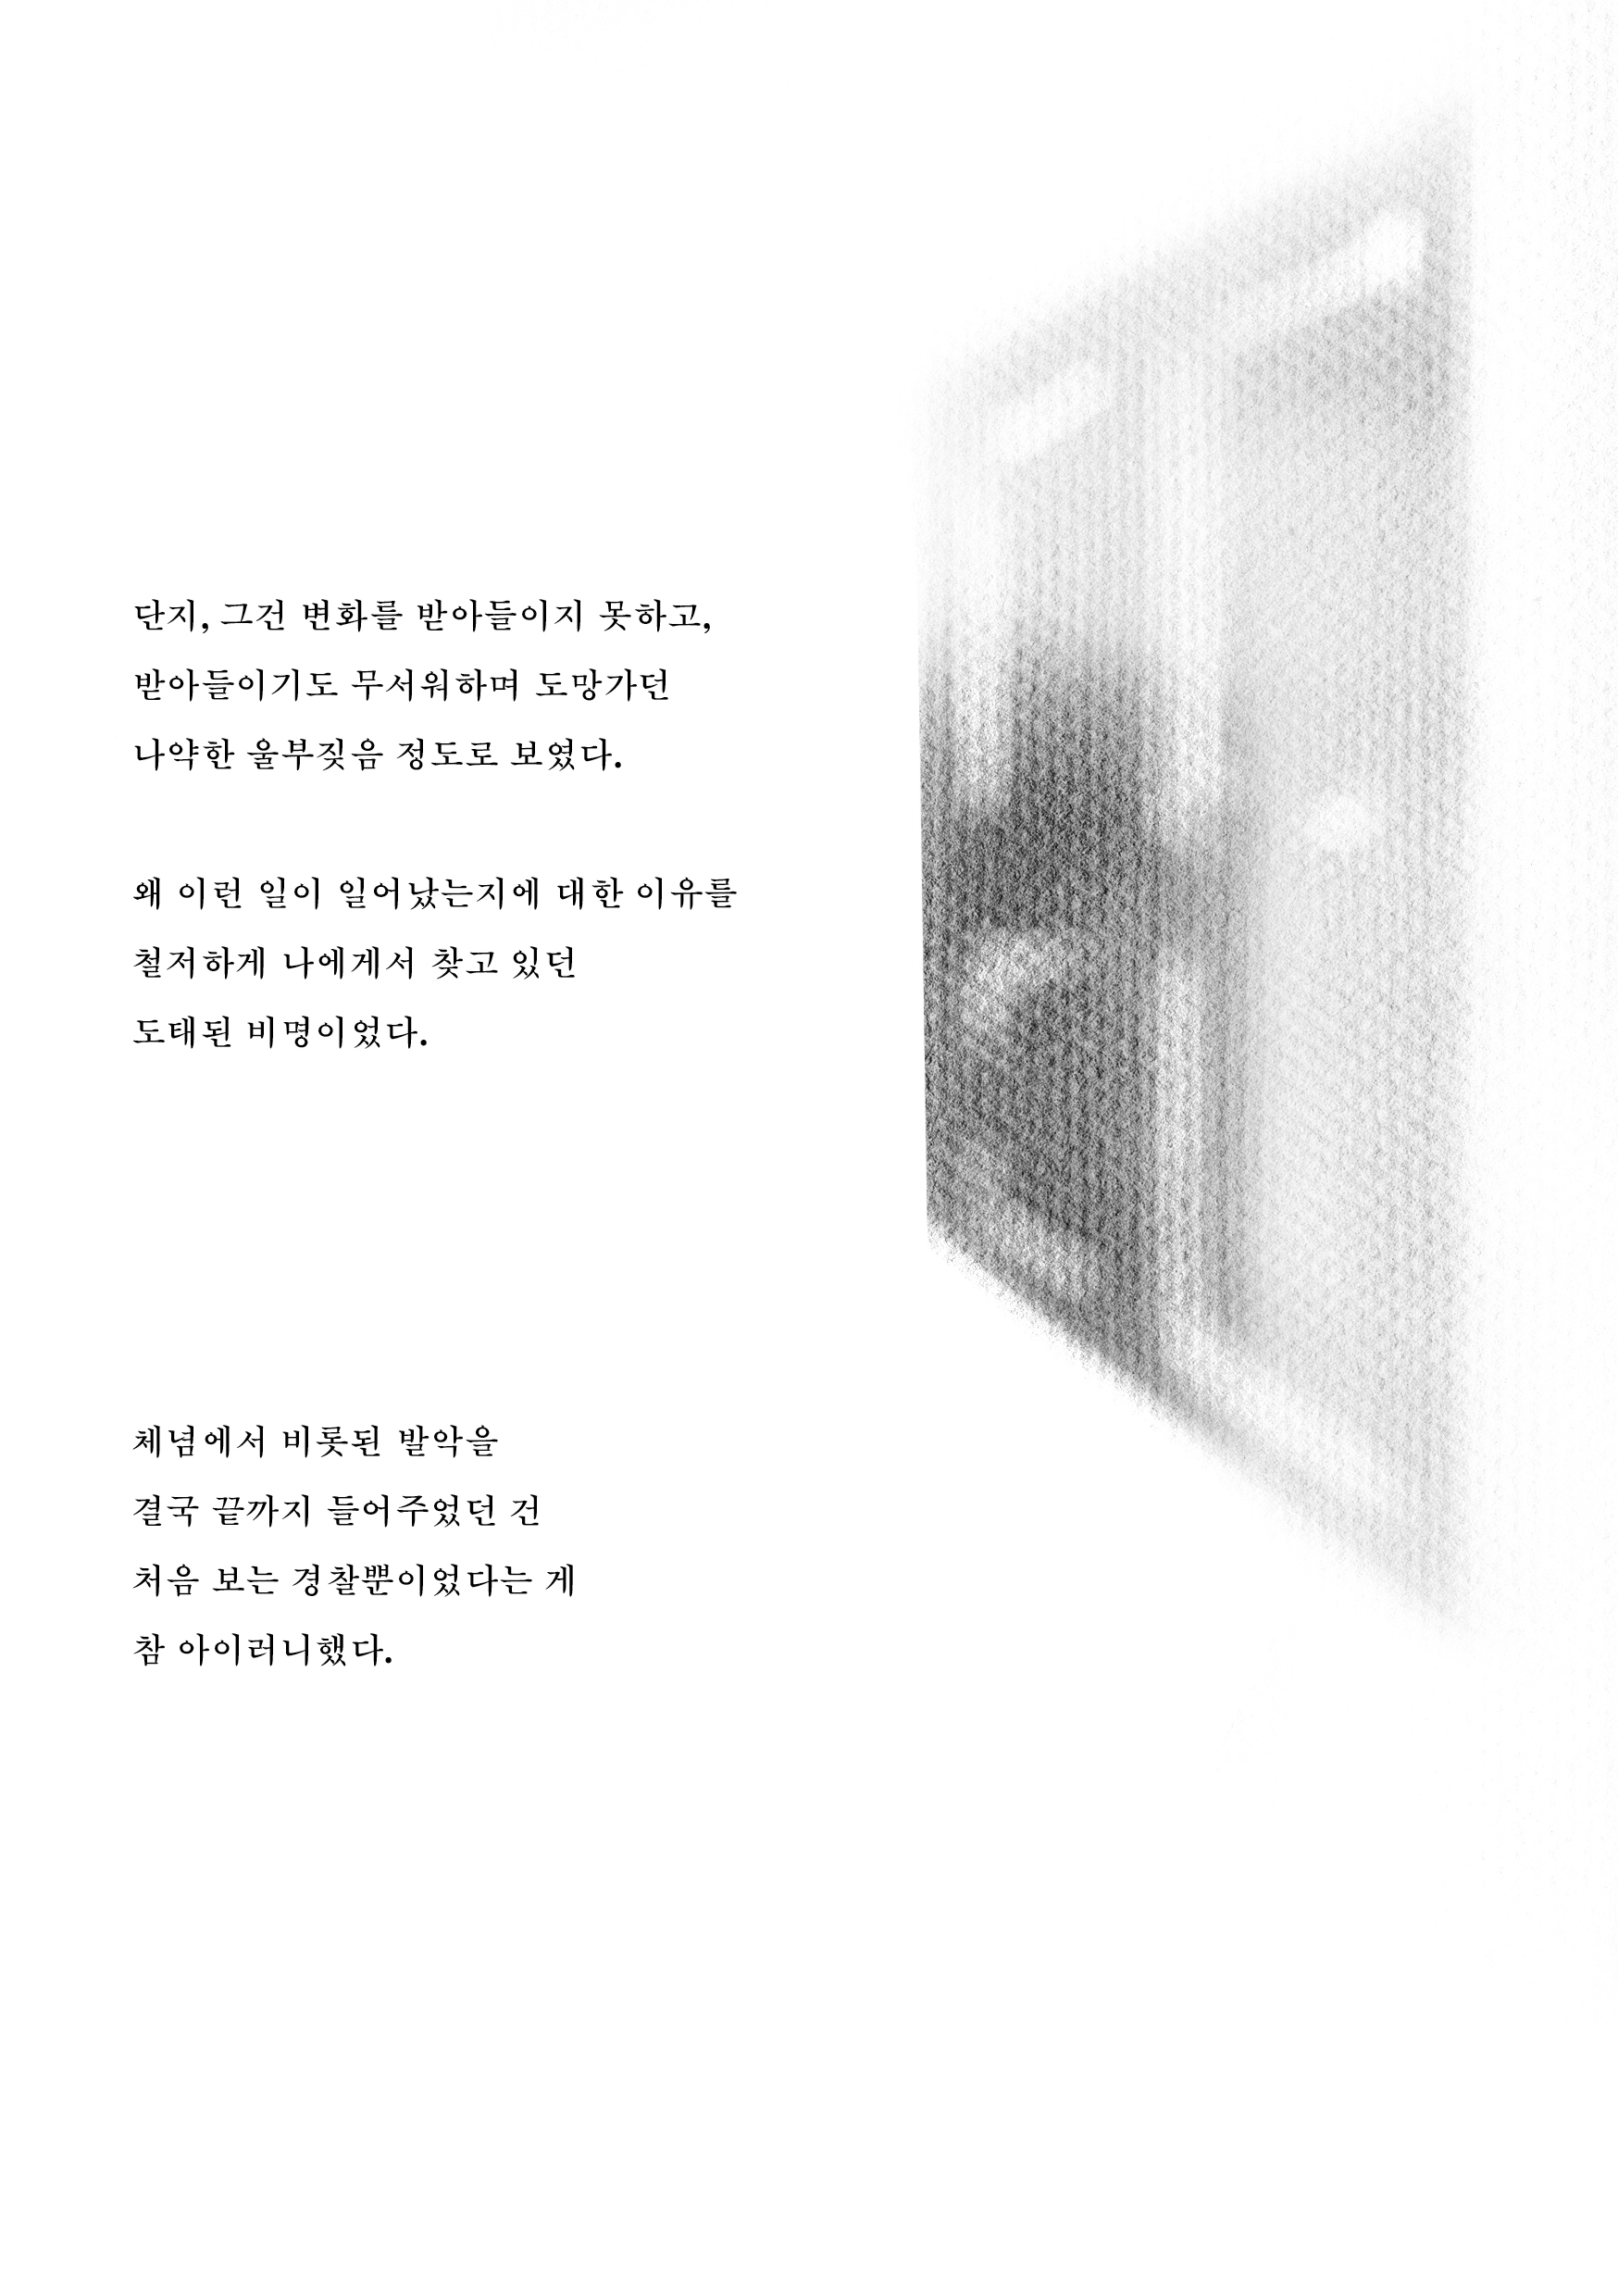 단지, 그건 변화를 받아들이지 못하고,
받아들이기도 무서워하며 도망가던
나약한 울부짖음 정도로 보였다.
왜 이런 일이 일어났는지에 대한 이유를
철저하게 나에게서 찾고 있던
도태된 비명이었다.
체념에서 비롯된 발악을
결국 끝까지 들어주었던 건
처음 보는 경찰뿐이었다는 게
참 아이러니했다.